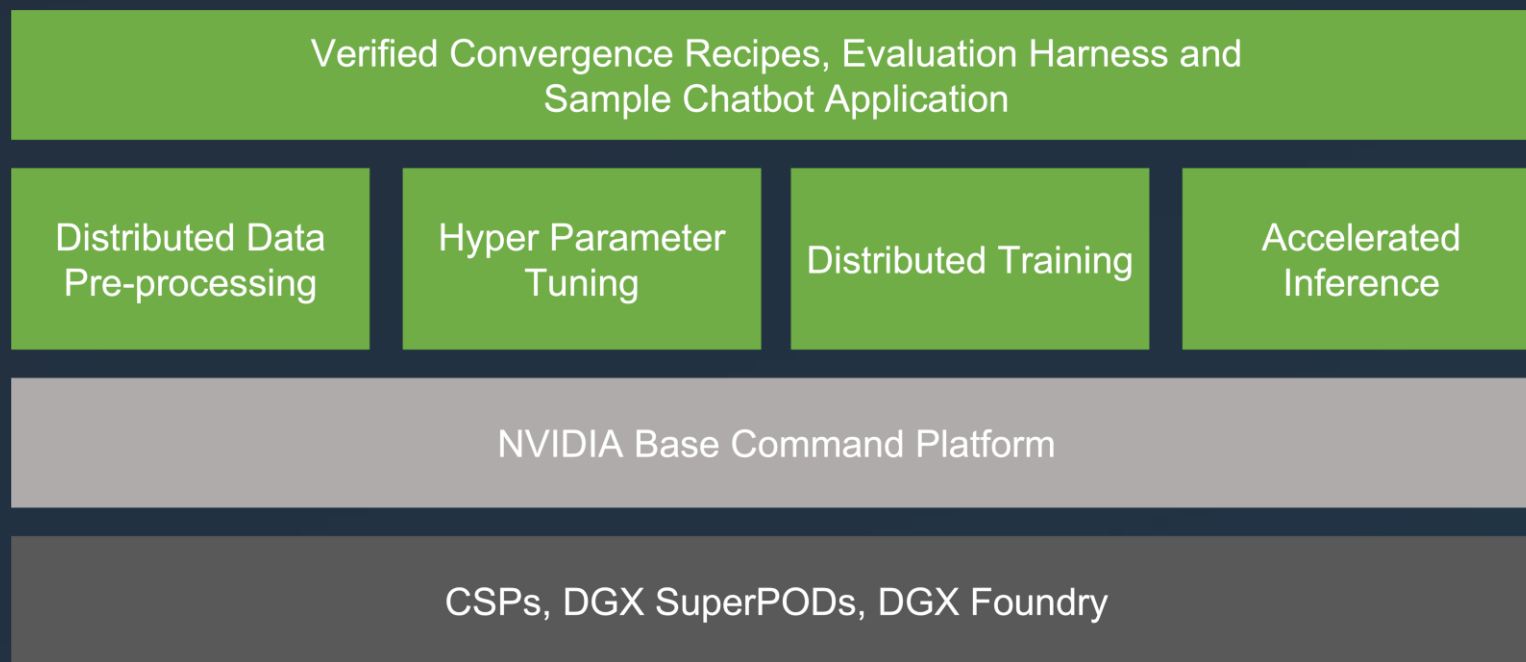 Verified Convergence Recipes, Evaluation Harness and
Sample Chatbot Application
Distributed Data
Pre-processing
Hyper Parameter
Tuning
Distributed Training
Accelerated
Inference
NVIDIA Base Command Platform
CSPs, DGX SuperPODs, DGX Foundry